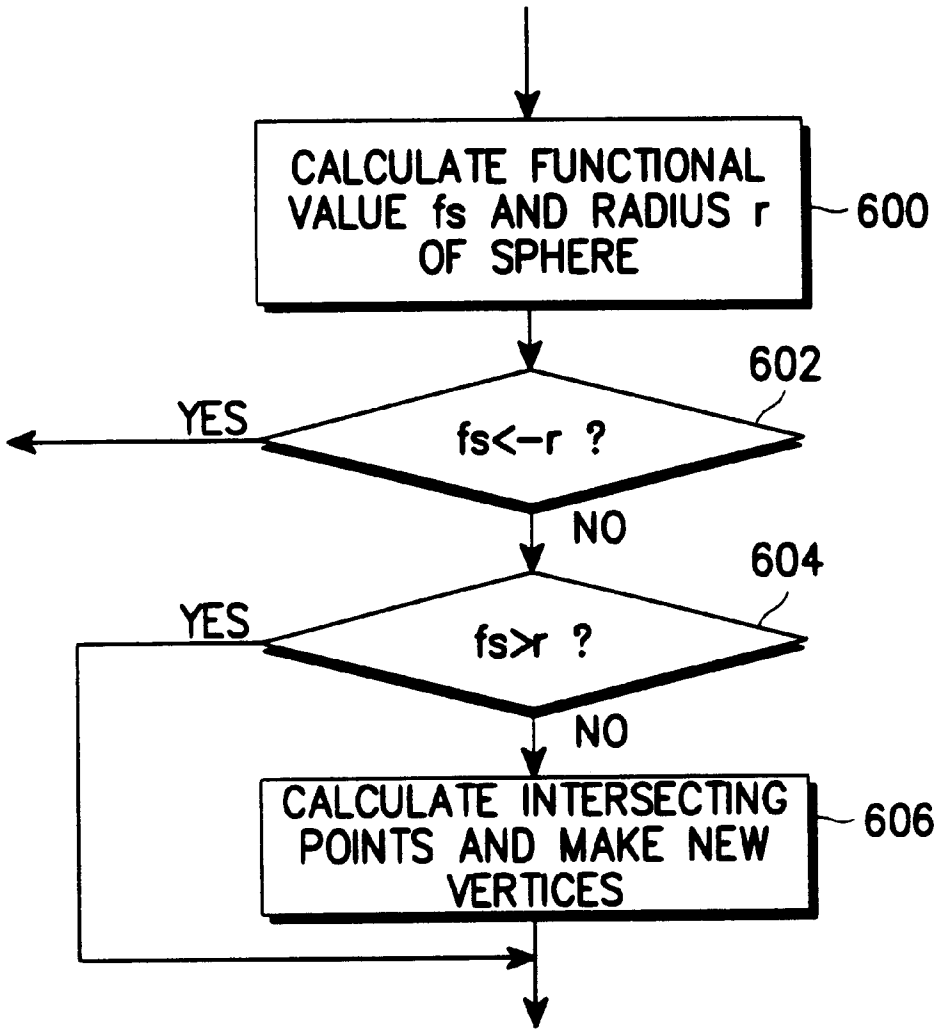 CALCULATE FUNCTIONAL
VALUE fs AND RADIUS r
OF SPHERE
600
602
YES
fs<-r ?
NO
604
YES
fs>r ?
NO
CALCULATE INTERSECTING
POINTS AND MAKE NEW
VERTICES
606